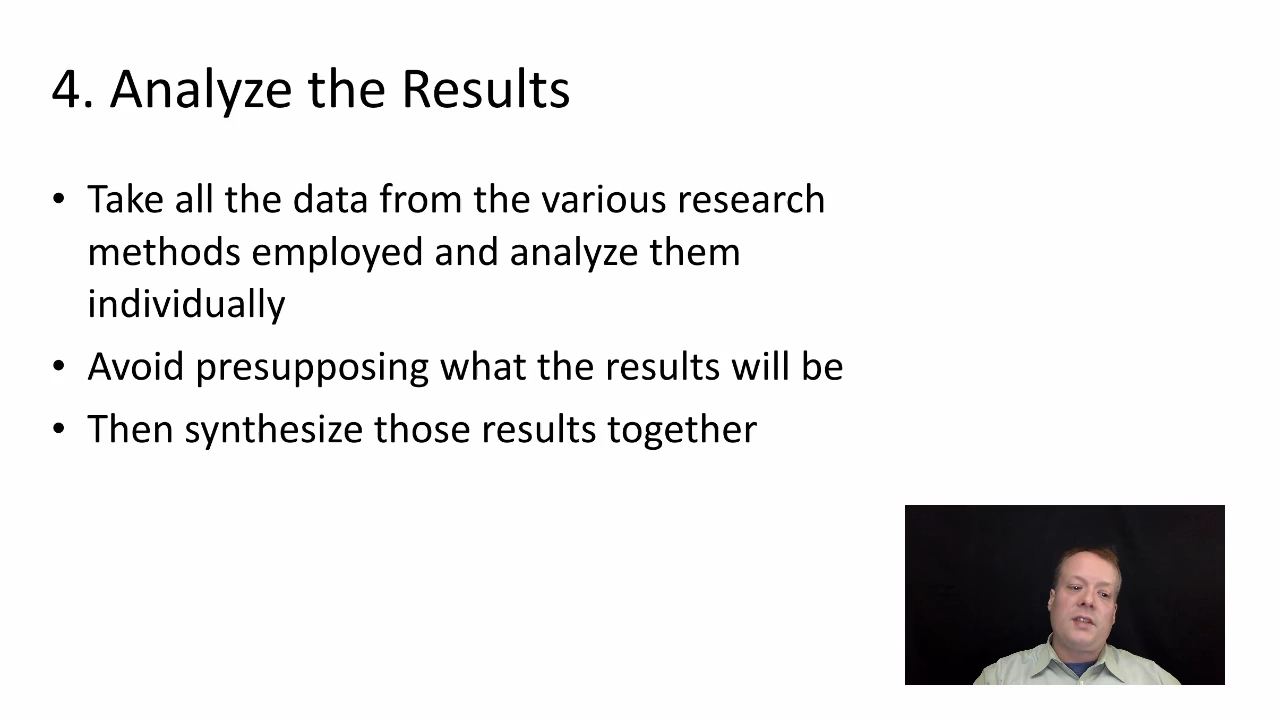 4. Analyze the Results
• Take all the data from the various research
methods employed and analyze them
individually
• Avoid presupposing what the results will be
• Then synthesize those results together